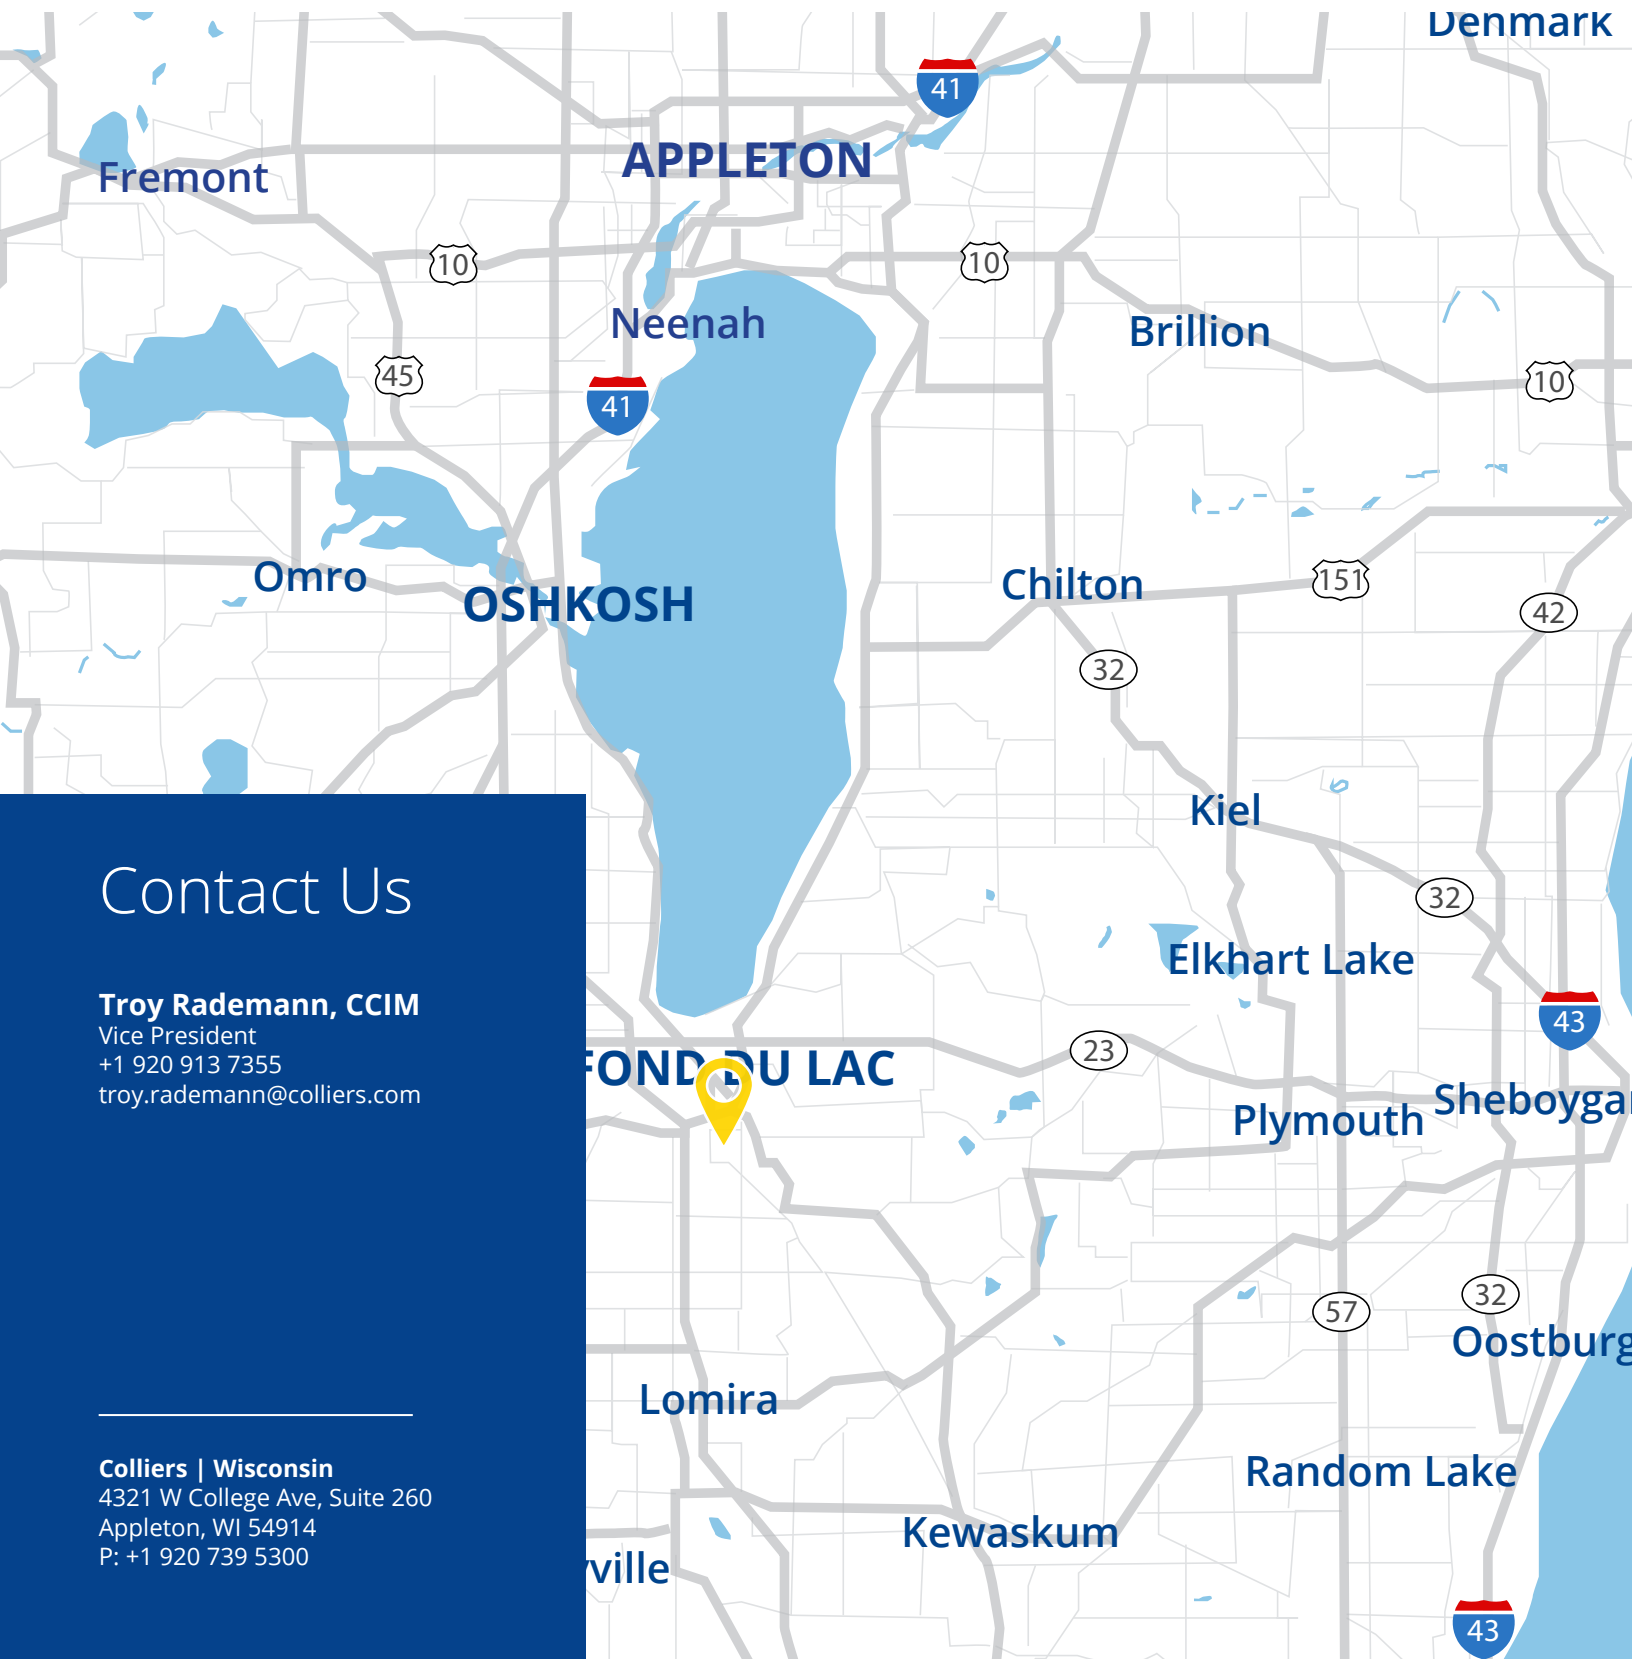 Denmark
41
APPLETON
Fremont
10
10
Neenah
Brillion
45
10
41
Omro
OSHKOSH
Chilton
151
42
32
Kiel
32
Elkhart Lake
43
23
FOND DU LAC
Plymouth
Sheboygan
32
57
Oostburg
Lomira
Random Lake
Kewaskum
ville
43
Contact Us
Troy Rademann, CCIM
Vice President
+1 920 913 7355
troy.rademann@colliers.com
Colliers | Wisconsin
4321 W College Ave, Suite 260
Appleton, WI 54914
P: +1 920 739 5300